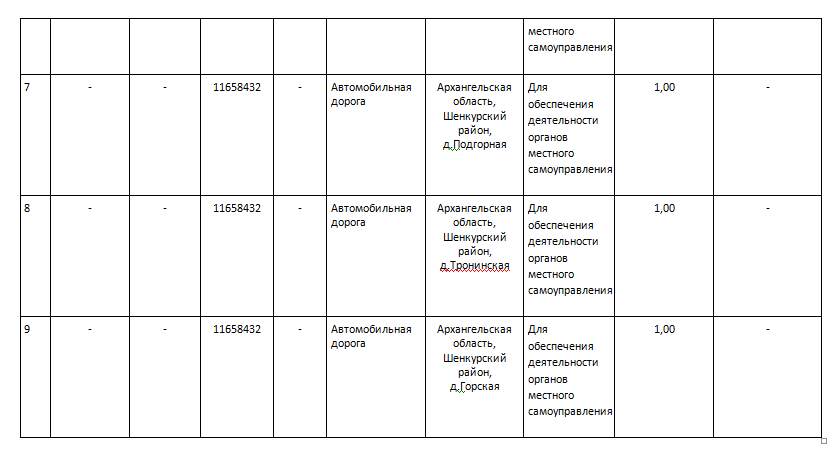 местного
самоуправления
7 - - 11658432 - Автомобильная Архангельская Для 1,00 -
дорога область, обеспечения
Шенкурский деятельности
район, органов
д.Подгорная местного
самоуправления
8 - - 11658432 - Автомобильная Архангельская Для 1,00 -
дорога область, обеспечения
Шенкурский деятельности
район, органов
д.Тронинская местного
самоуправления
9 - - 11658432 - Автомобильная Архангельская Для 1,00 -
дорога область, обеспечения
Шенкурский деятельности
район, органов
д.Горская местного
самоуправления